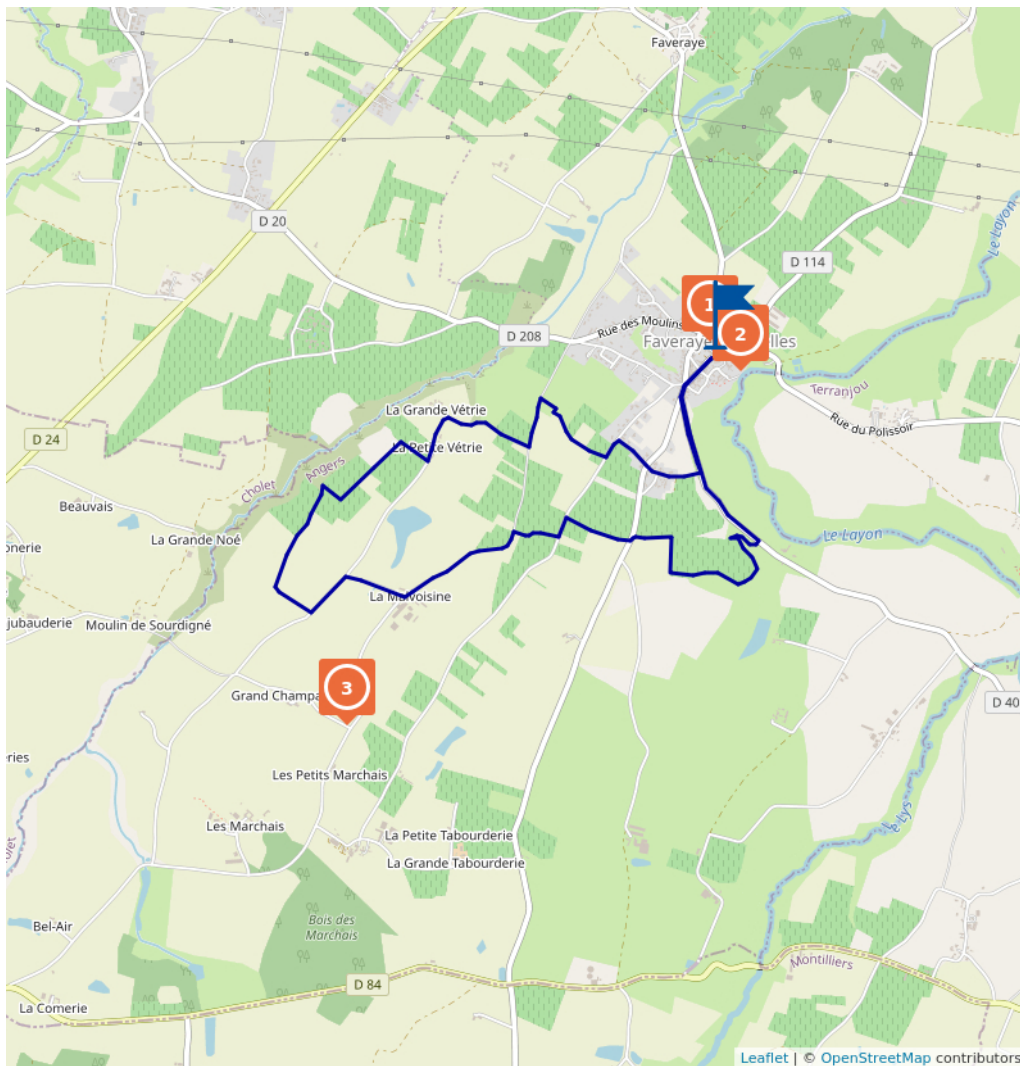 Faveraye
D 20
D 114
Le Layon
1
D 208
Rue des Moulins
2
Faveraye
elles
Terranjou
La Grande Vétrie
Rue du Polissoir
D 24
La Petite Vétrie
Angers
Cholet
Beauvais
La Grande Noé
Le Layon
onerie
La Malvoisine
jubauderie
Moulin de Sourdigné
3
Grand Champ
D 40
eries
Les Petits Marchais
Les Marchais
La Petite Tabourderie
La Grande Tabourderie
olet
e Lys
Bois des
Marchais
Bel-Air
Montilliers
D 84
La Comerie
Leaflet | © OpenStreetMap contributors